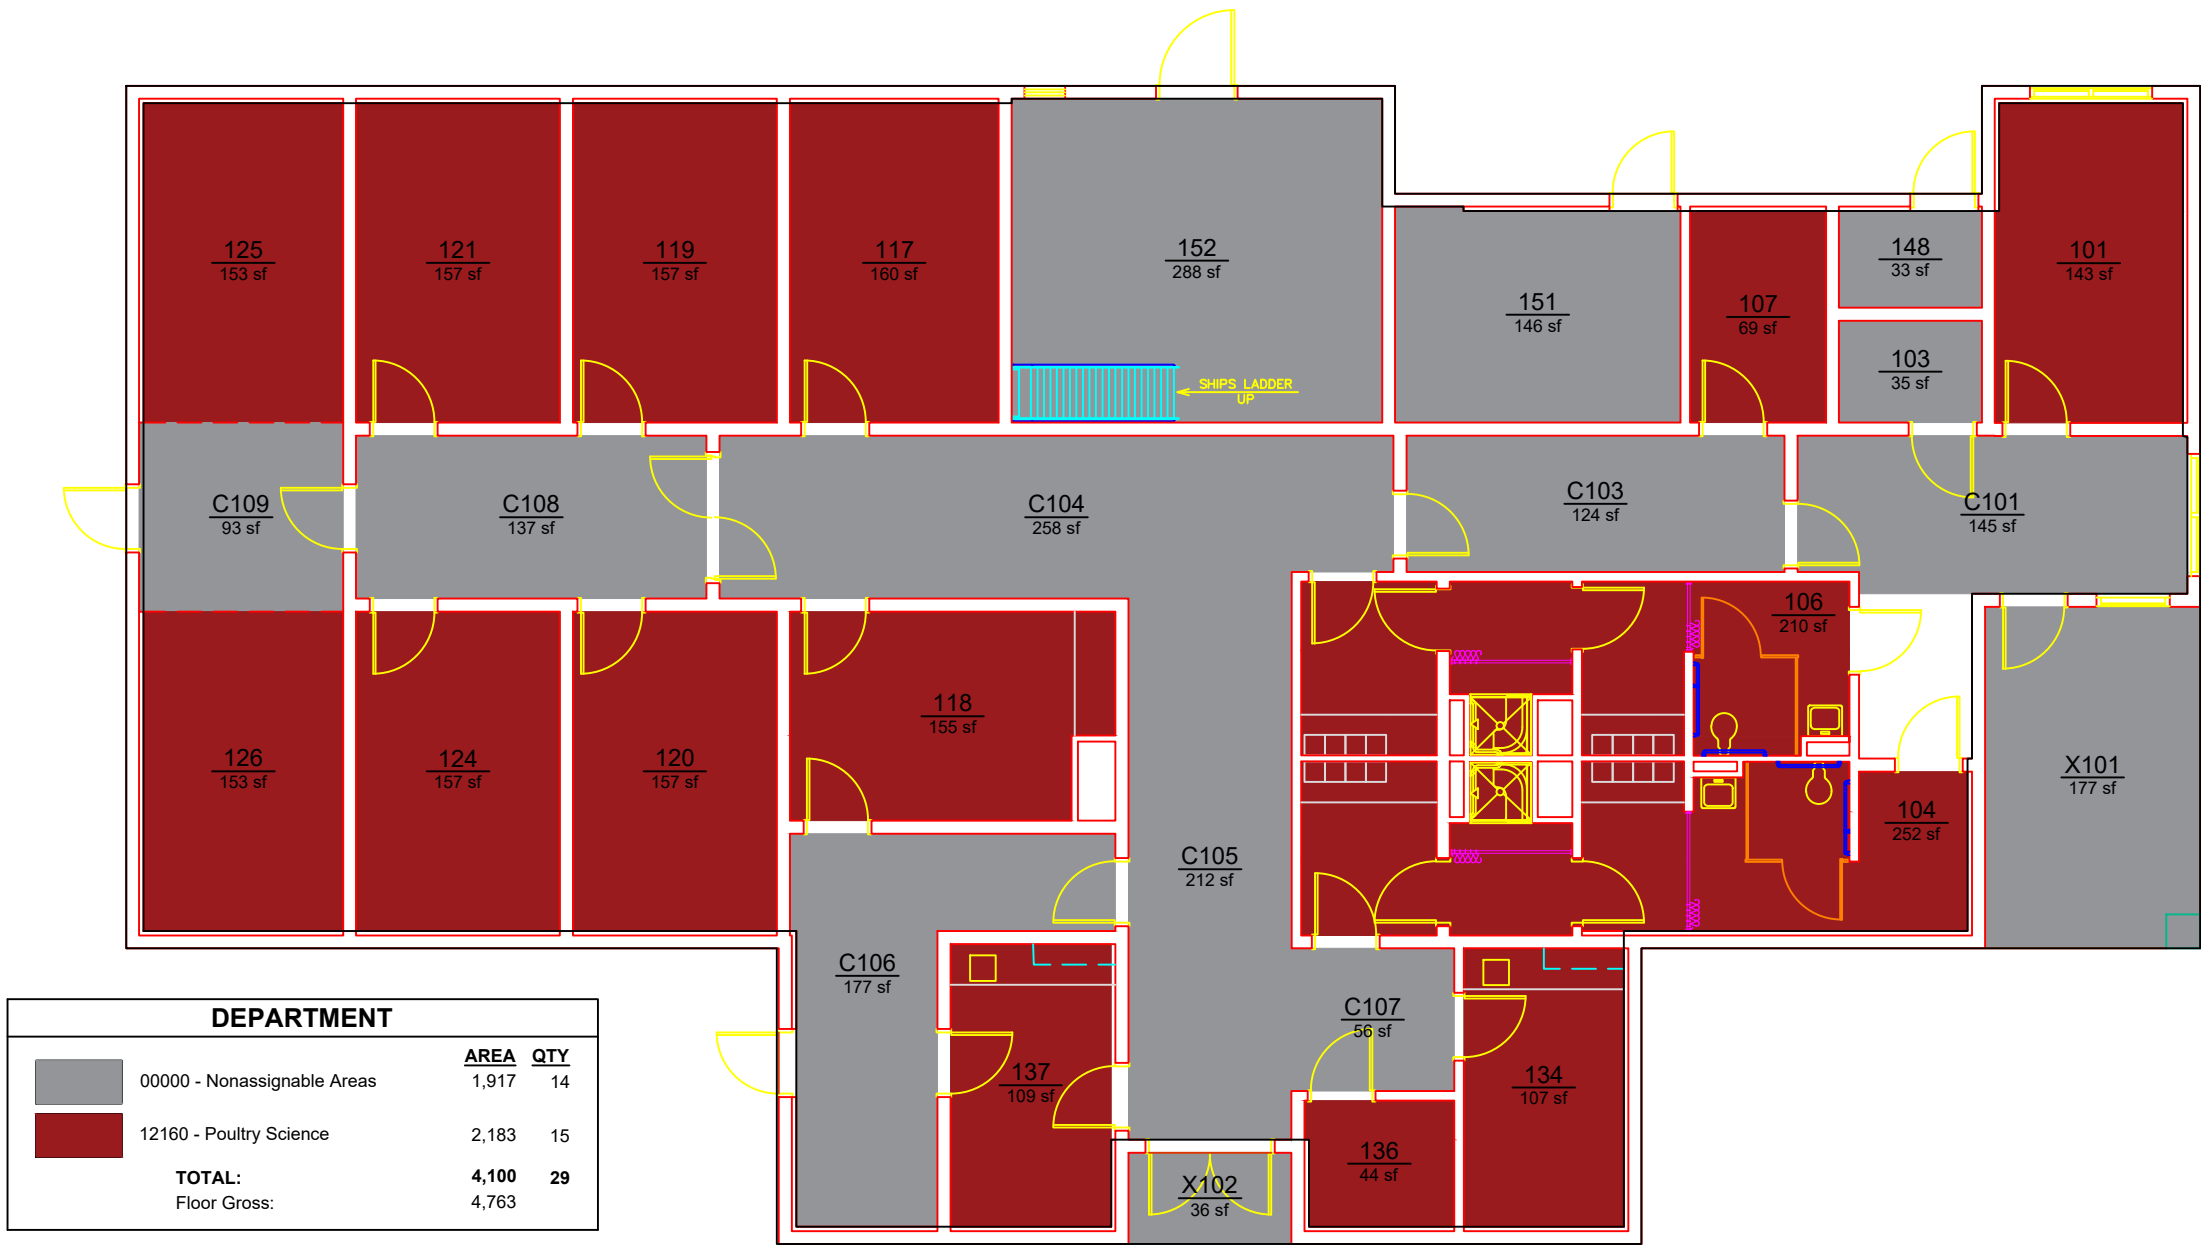 125
153 sf
121
157 sf
119
157 sf
117
160 sf
152
288 sf
148
33 sf
101
143 sf
151
146 sf
107
69 sf
103
35 sf
SHIPS LADDER
UP
C109
93 sf
C108
137 sf
C104
258 sf
C103
124 sf
C101
145 sf
106
210 sf
118
155 sf
126
153 sf
124
157 sf
120
157 sf
X101
177 sf
104
252 sf
C105
212 sf
C106
177 sf
C107
56 sf
137
109 sf
134
107 sf
136
44 sf
X102
36 sf
DEPARTMENT
AREA QTY
00000 - Nonassignable Areas 1,917 14
12160 - Poultry Science 2,183 15
TOTAL: 4,100 29
Floor Gross: 4,763